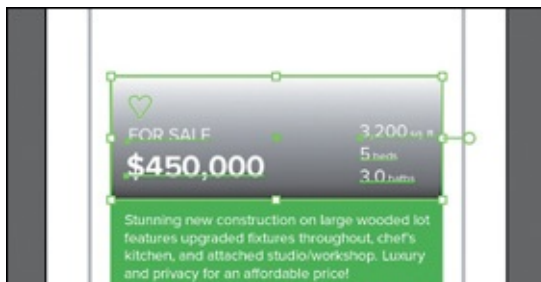 FOR SALE
$450,000
3,200 sq. ft.
5 beds
3.0 baths
Stunning new construction on large wooded lot
features upgraded fixtures throughout, chef's
kitchen, and attached studio/workshop. Luxury
and privacy for an affordable price!